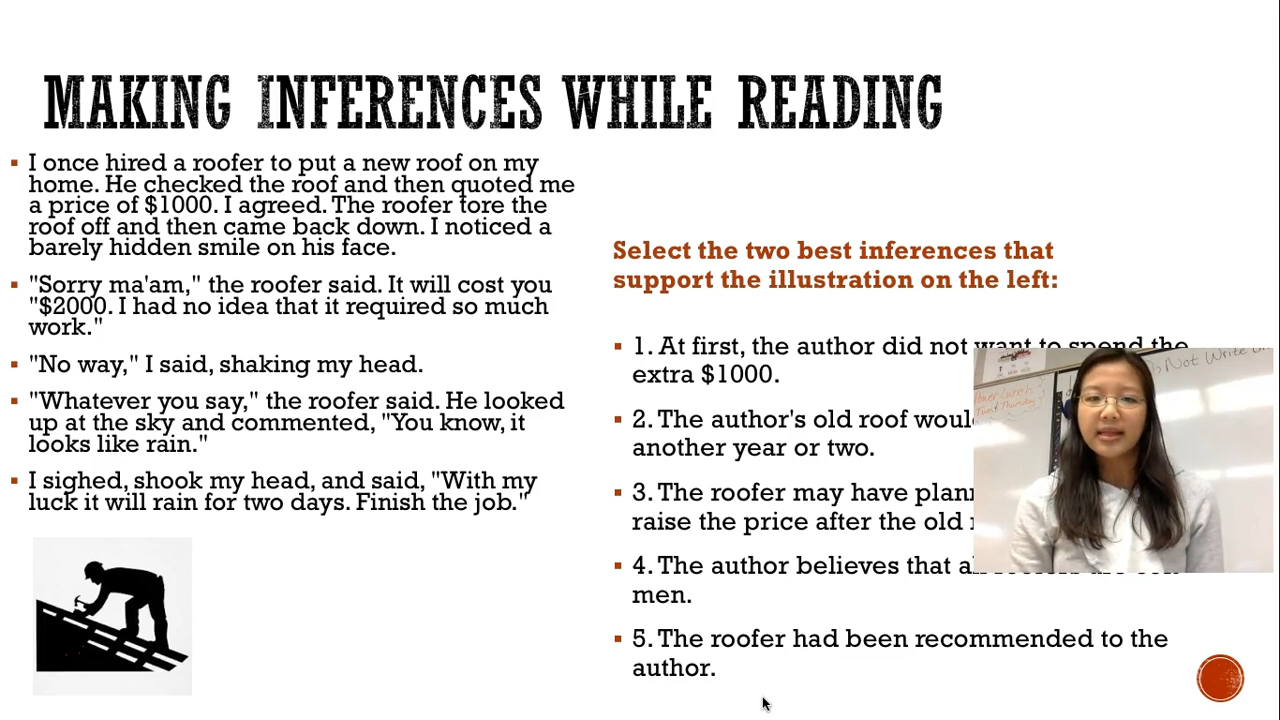 MAKING INFERENCES WHILE READING
I once hired a roofer to put a new roof on my
home. He checked the roof and then quoted me
a price of $1000. I agreed. The roofer tore the
roof off and then came back down. I noticed a
barely hidden smile on his face.
"Sorry ma'am," the roofer said. It will cost you
"$2000. I had no idea that it required so much
work."
"No way," I said, shaking my head.
"Whatever you say," the roofer said. He looked
up at the sky and commented, "You know, it
looks like rain."
I sighed, shook my head, and said, "With my
luck it will rain for two days. Finish the job."
Select the two best inferences that
support the illustration on the left:
1. At first, the author did not want to spend the
extra $1000.
2. The author's old roof
another year or two.
3. The roofer may have
raise the price after the old
4. The author believes that
men.
5. The roofer had been recommended to the
author.
Not Write